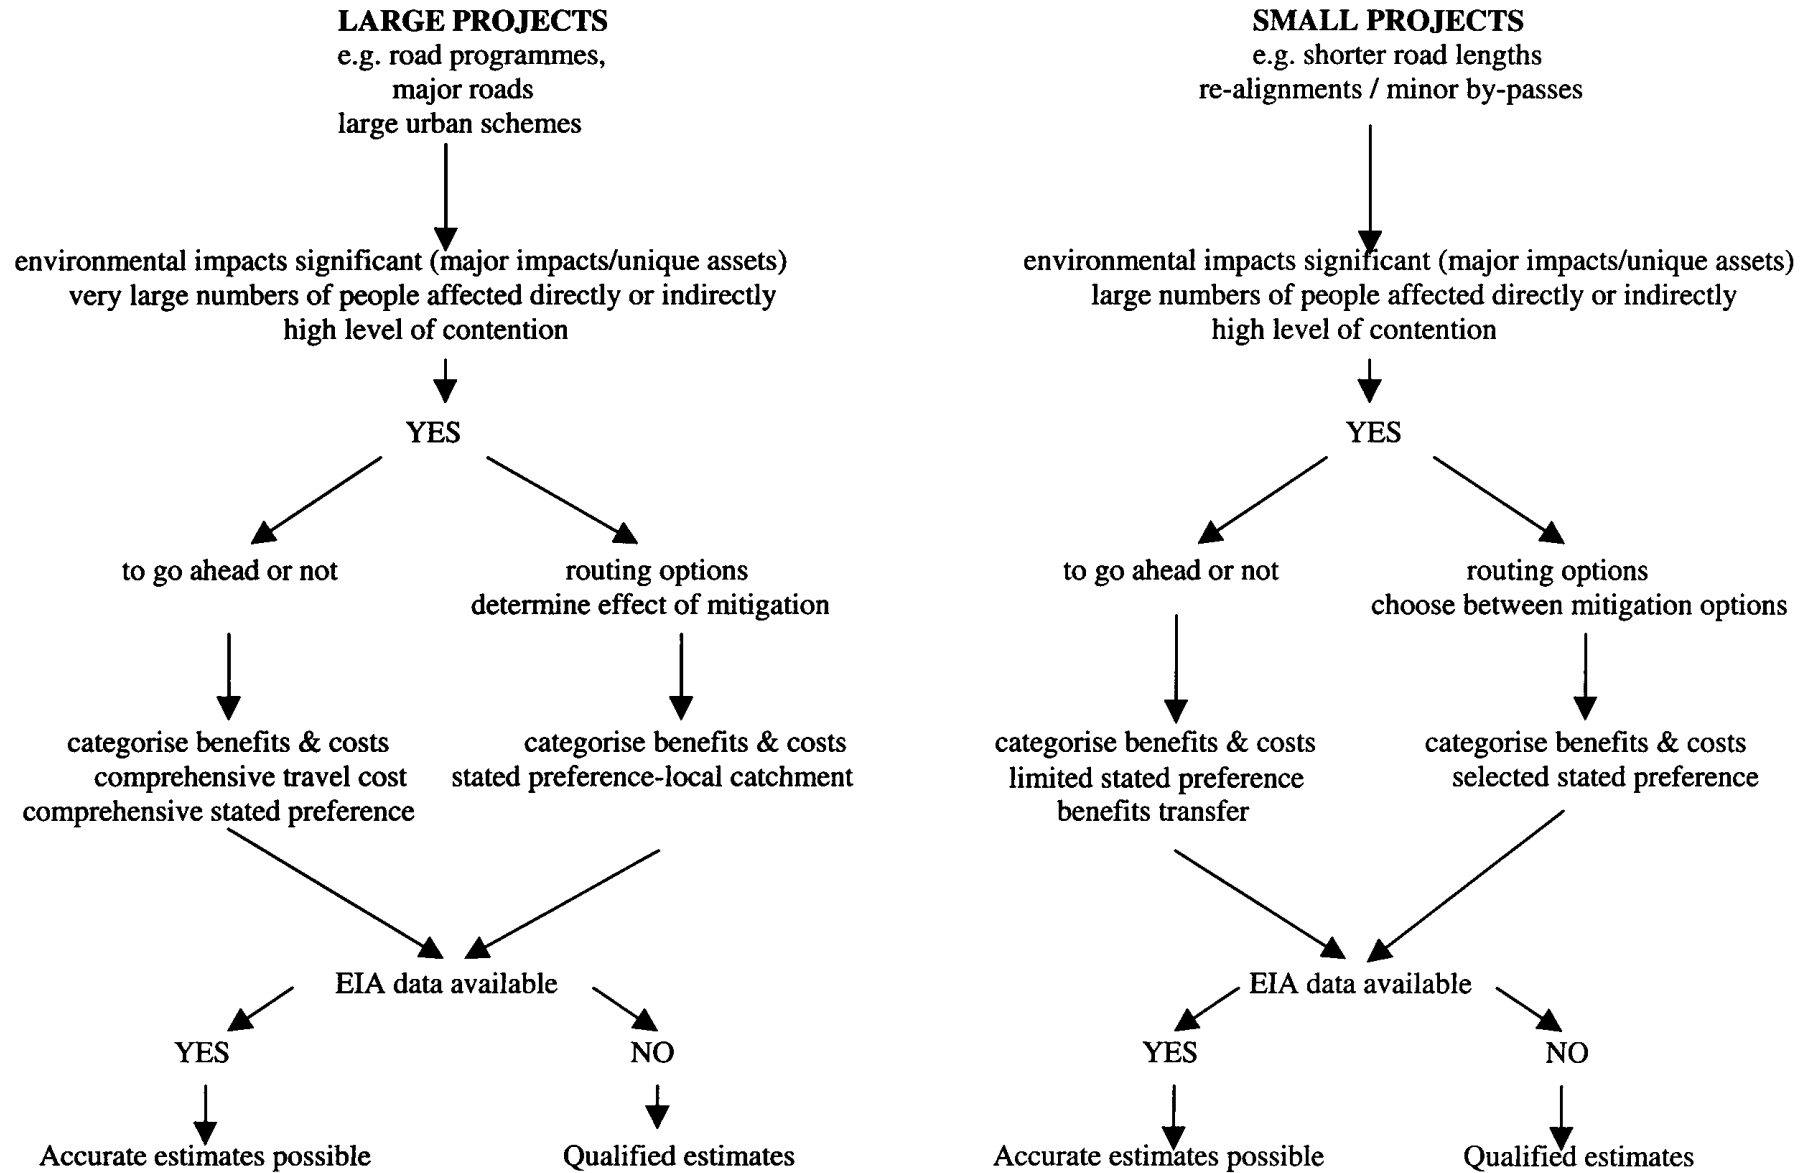 LARGE PROJECTS
e.g. road programmes,
major roads
large urban schemes
environmental impacts significant (major impacts/unique assets)
very large numbers of people affected directly or indirectly
high level of contention
YES
to go ahead or not
routing options
determine effect of mitigation
categorise benefits & costs
comprehensive travel cost
comprehensive stated preference
categorise benefits & costs
stated preference-local catchment
EIA data available
YES
NO
Accurate estimates possible
Qualified estimates
SMALL PROJECTS
e.g. shorter road lengths
re-alignments / minor by-passes
environmental impacts significant (major impacts/unique assets)
large numbers of people affected directly or indirectly
high level of contention
YES
to go ahead or not
routing options
choose between mitigation options
categorise benefits & costs
limited stated preference
benefits transfer
categorise benefits & costs
selected stated preference
EIA data available
YES
NO
Accurate estimates possible
Qualified estimates